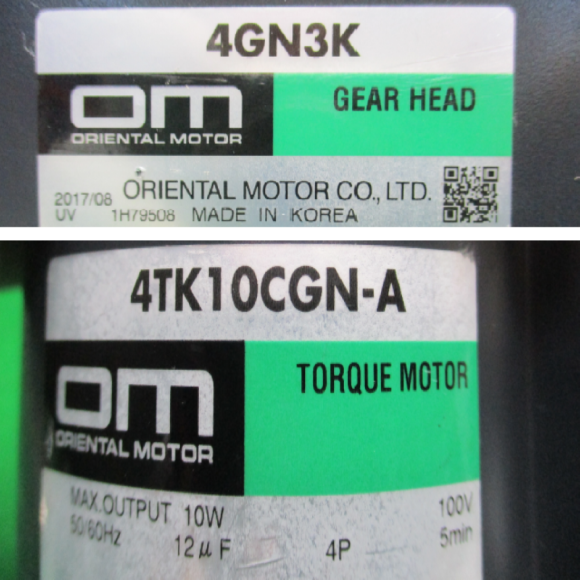 4GN3K
OM
ORIENTAL MOTOR
GEAR HEAD
2017/08 ORIENTAL MOTOR CO., LTD.
UV 1H79508 MADE IN KOREA
4TK10CGN-A
OM
ORIENTAL MOTOR
TORQUE MOTOR
MAX.OUTPUT 10W 100V
50/60Hz 12μF 4P 5min